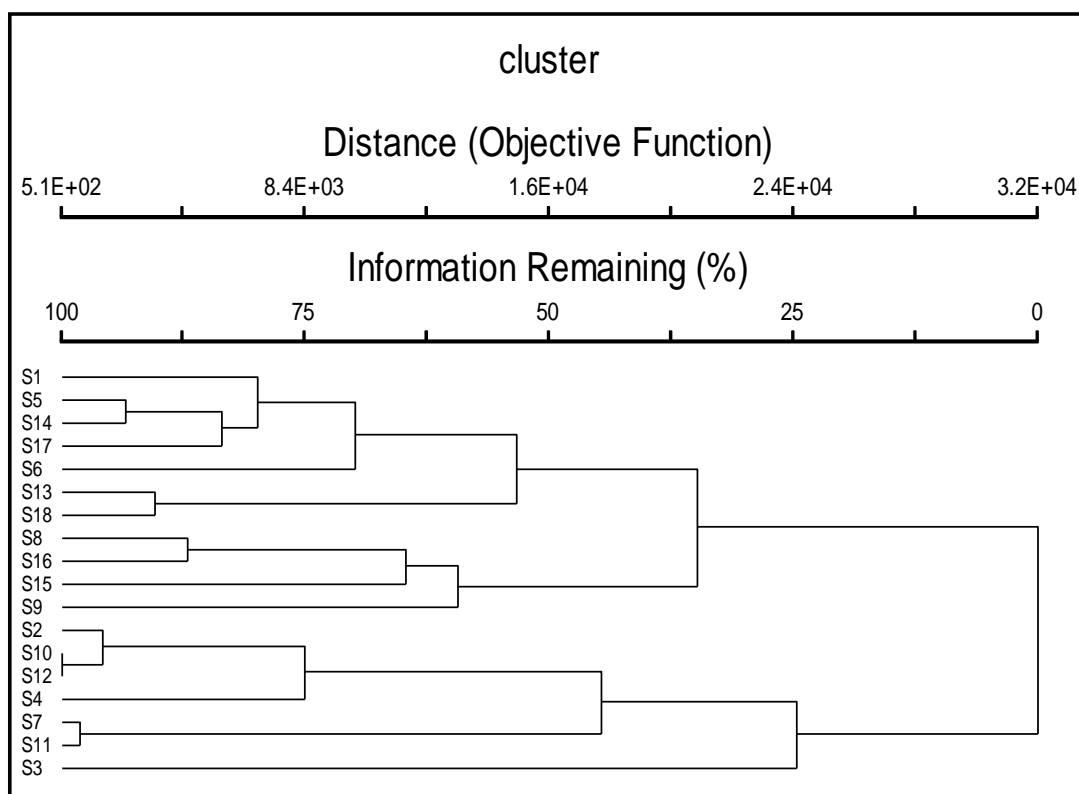 cluster
Distance (Objective Function)
5.1E+02 8.4E+03 1.6E+04 2.4E+04 3.2E+04
Information Remaining (%)
100 75 50 25 0
S1
S5
S14
S17
S6
S13
S18
S8
S16
S15
S9
S2
S10
S12
S4
S7
S11
S3